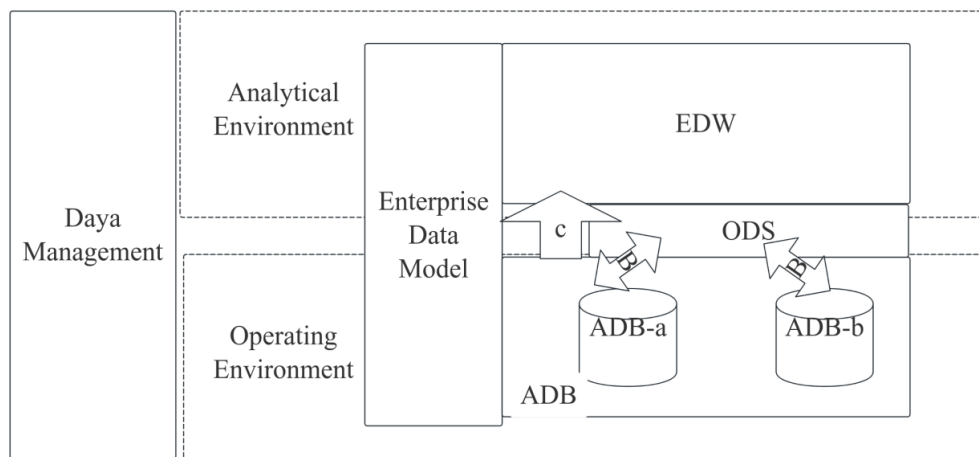 Daya
Management
Analytical
Environment
Operating
Environment
Enterprise
Data
Model
EDW
ODS
c
B
B
ADB-a
ADB-b
ADB